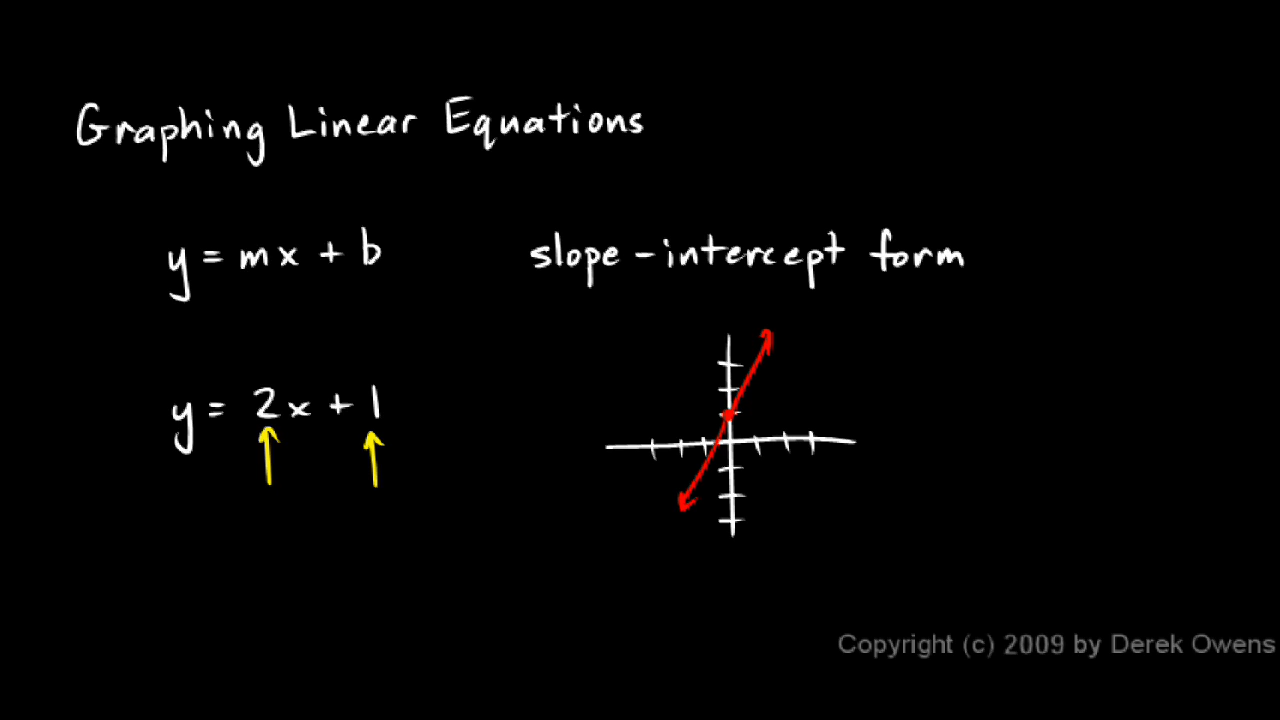 Graphing Linear Equations
y = mx + b slope-intercept form
y = 2x + 1
Copyright (c) 2009 by Derek Owens